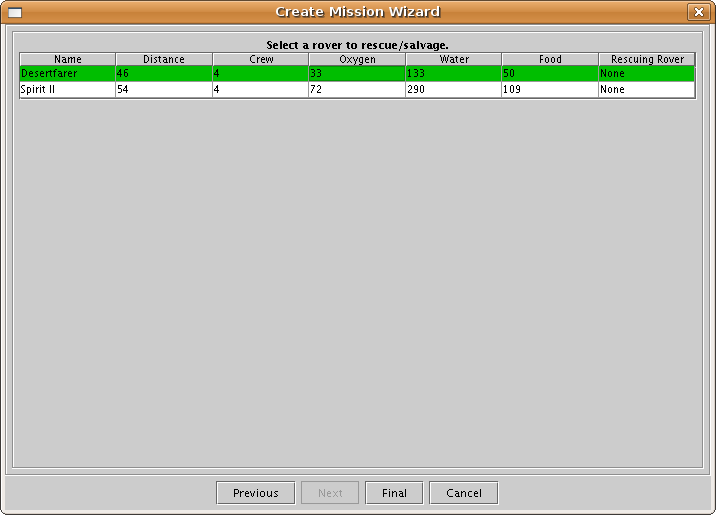 Create Mission Wizard
Select a rover to rescue/salvage.
Name Distance Crew Oxygen Water Food Rescuing Rover
Desertfarer 46 4 33 133 50 None
Spirit II 54 4 72 290 109 None
Previous Next Final Cancel